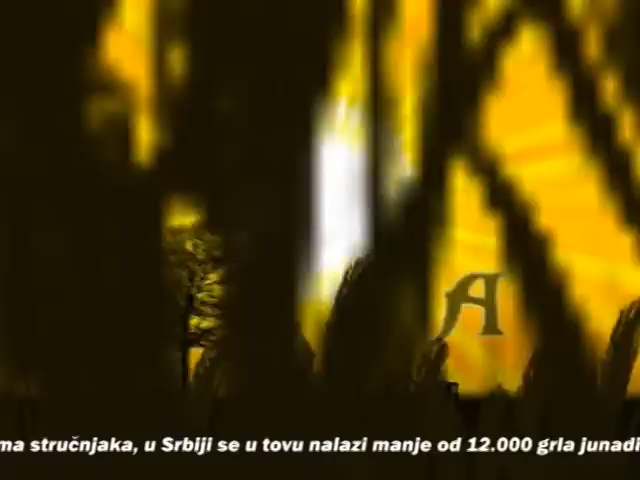 A
ma stručnjaka, u Srbiji se u tovu nalazi manje od 12.000 grla junadi